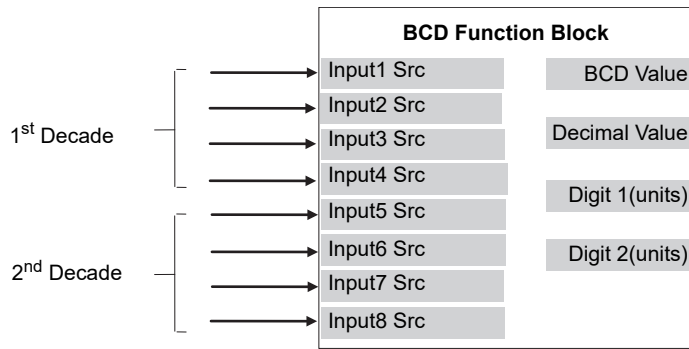 BCD Function Block
1st Decade
Input1 Src
Input2 Src
Input3 Src
Input4 Src
2nd Decade
Input5 Src
Input6 Src
Input7 Src
Input8 Src
BCD Value
Decimal Value
Digit 1(units)
Digit 2(units)